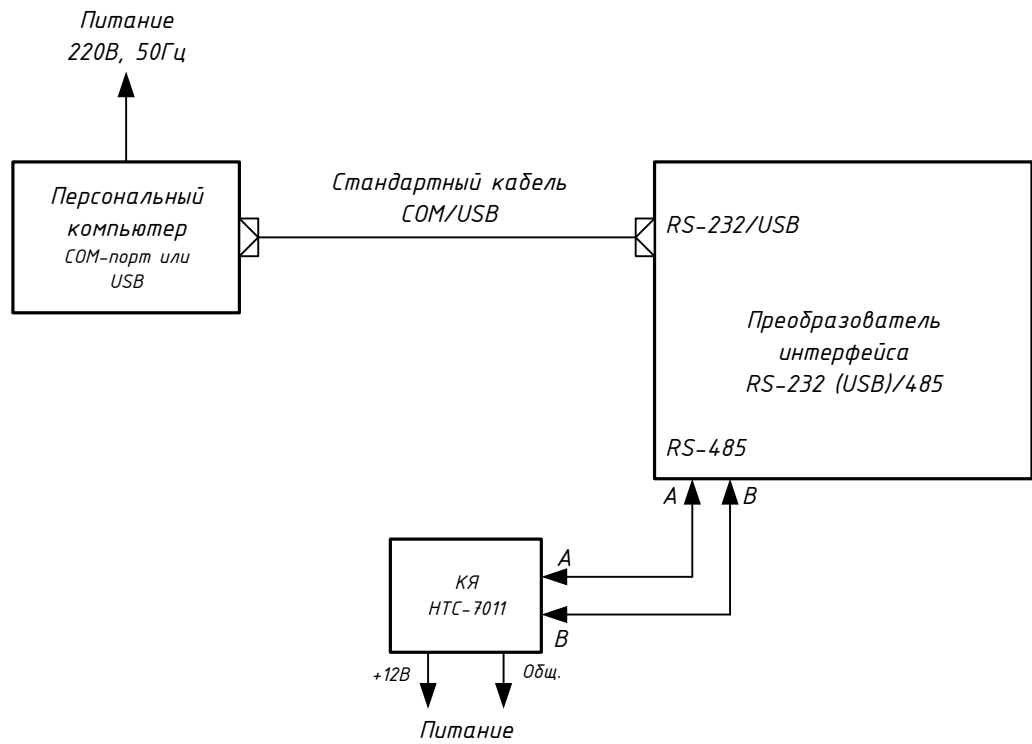 Питание
220В, 50Гц
Персональный
компьютер
COM-порт или
USB
Стандартный кабель
COM/USB
RS-232/USB
Преобразователь
интерфейса
RS-232 (USB)/485
RS-485
A
B
A
B
КЯ
НТС-7011
+12В
Общ.
Питание